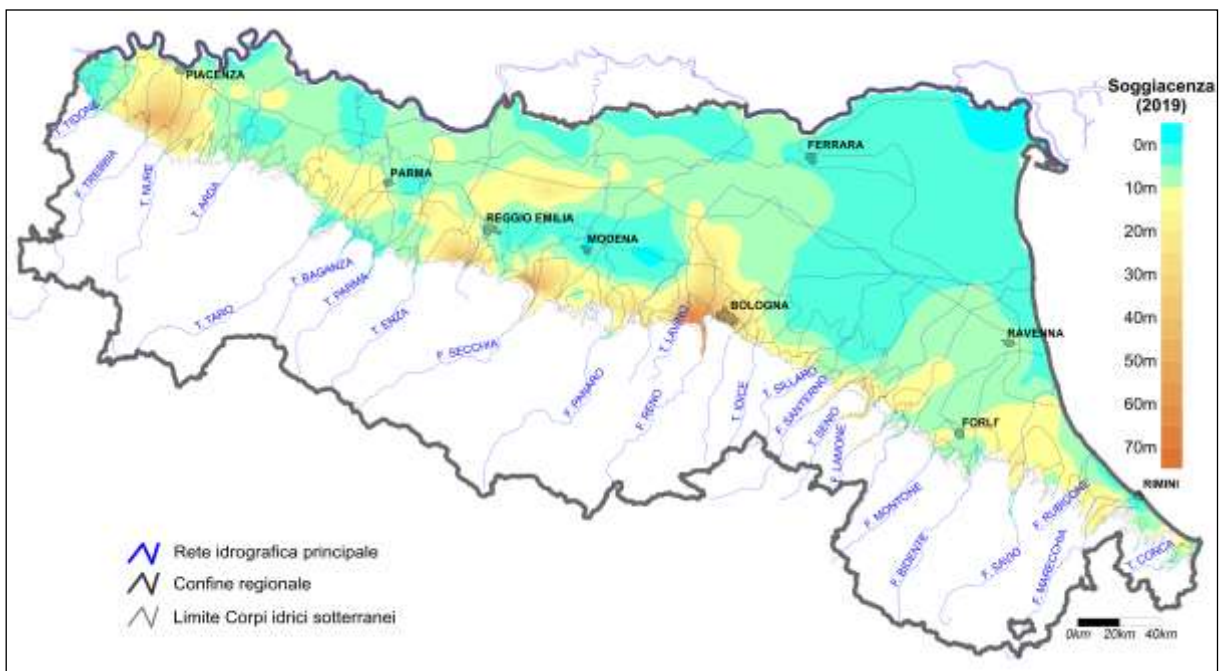 Soggiacenza
(2019)
0m
10m
20m
30m
40m
50m
60m
70m
PIACENZA
PARMA
REGGIO EMILIA
MODENA
BOLOGNA
FERRARA
RAVENNA
FORLI'
RIMINI
T. TIDONE
F. TREBBIA
T. NURE
T. ARDA
T. TARO
T. BAGANZA
T. PARMA
T. ENZA
F. SECCHIA
F. PANARO
T. LAVINO
F. RENO
T. IDICE
T. SILLARO
F. SANTERNO
T. SENIO
F. LAMONE
F. MONTONE
F. BIDENTE
F. SAVIO
F. RUBICONE
F. MARECCHIA
T. CONCA
Rete idrografica principale
Confine regionale
Limite Corpi idrici sotterranei
0km 20km 40km